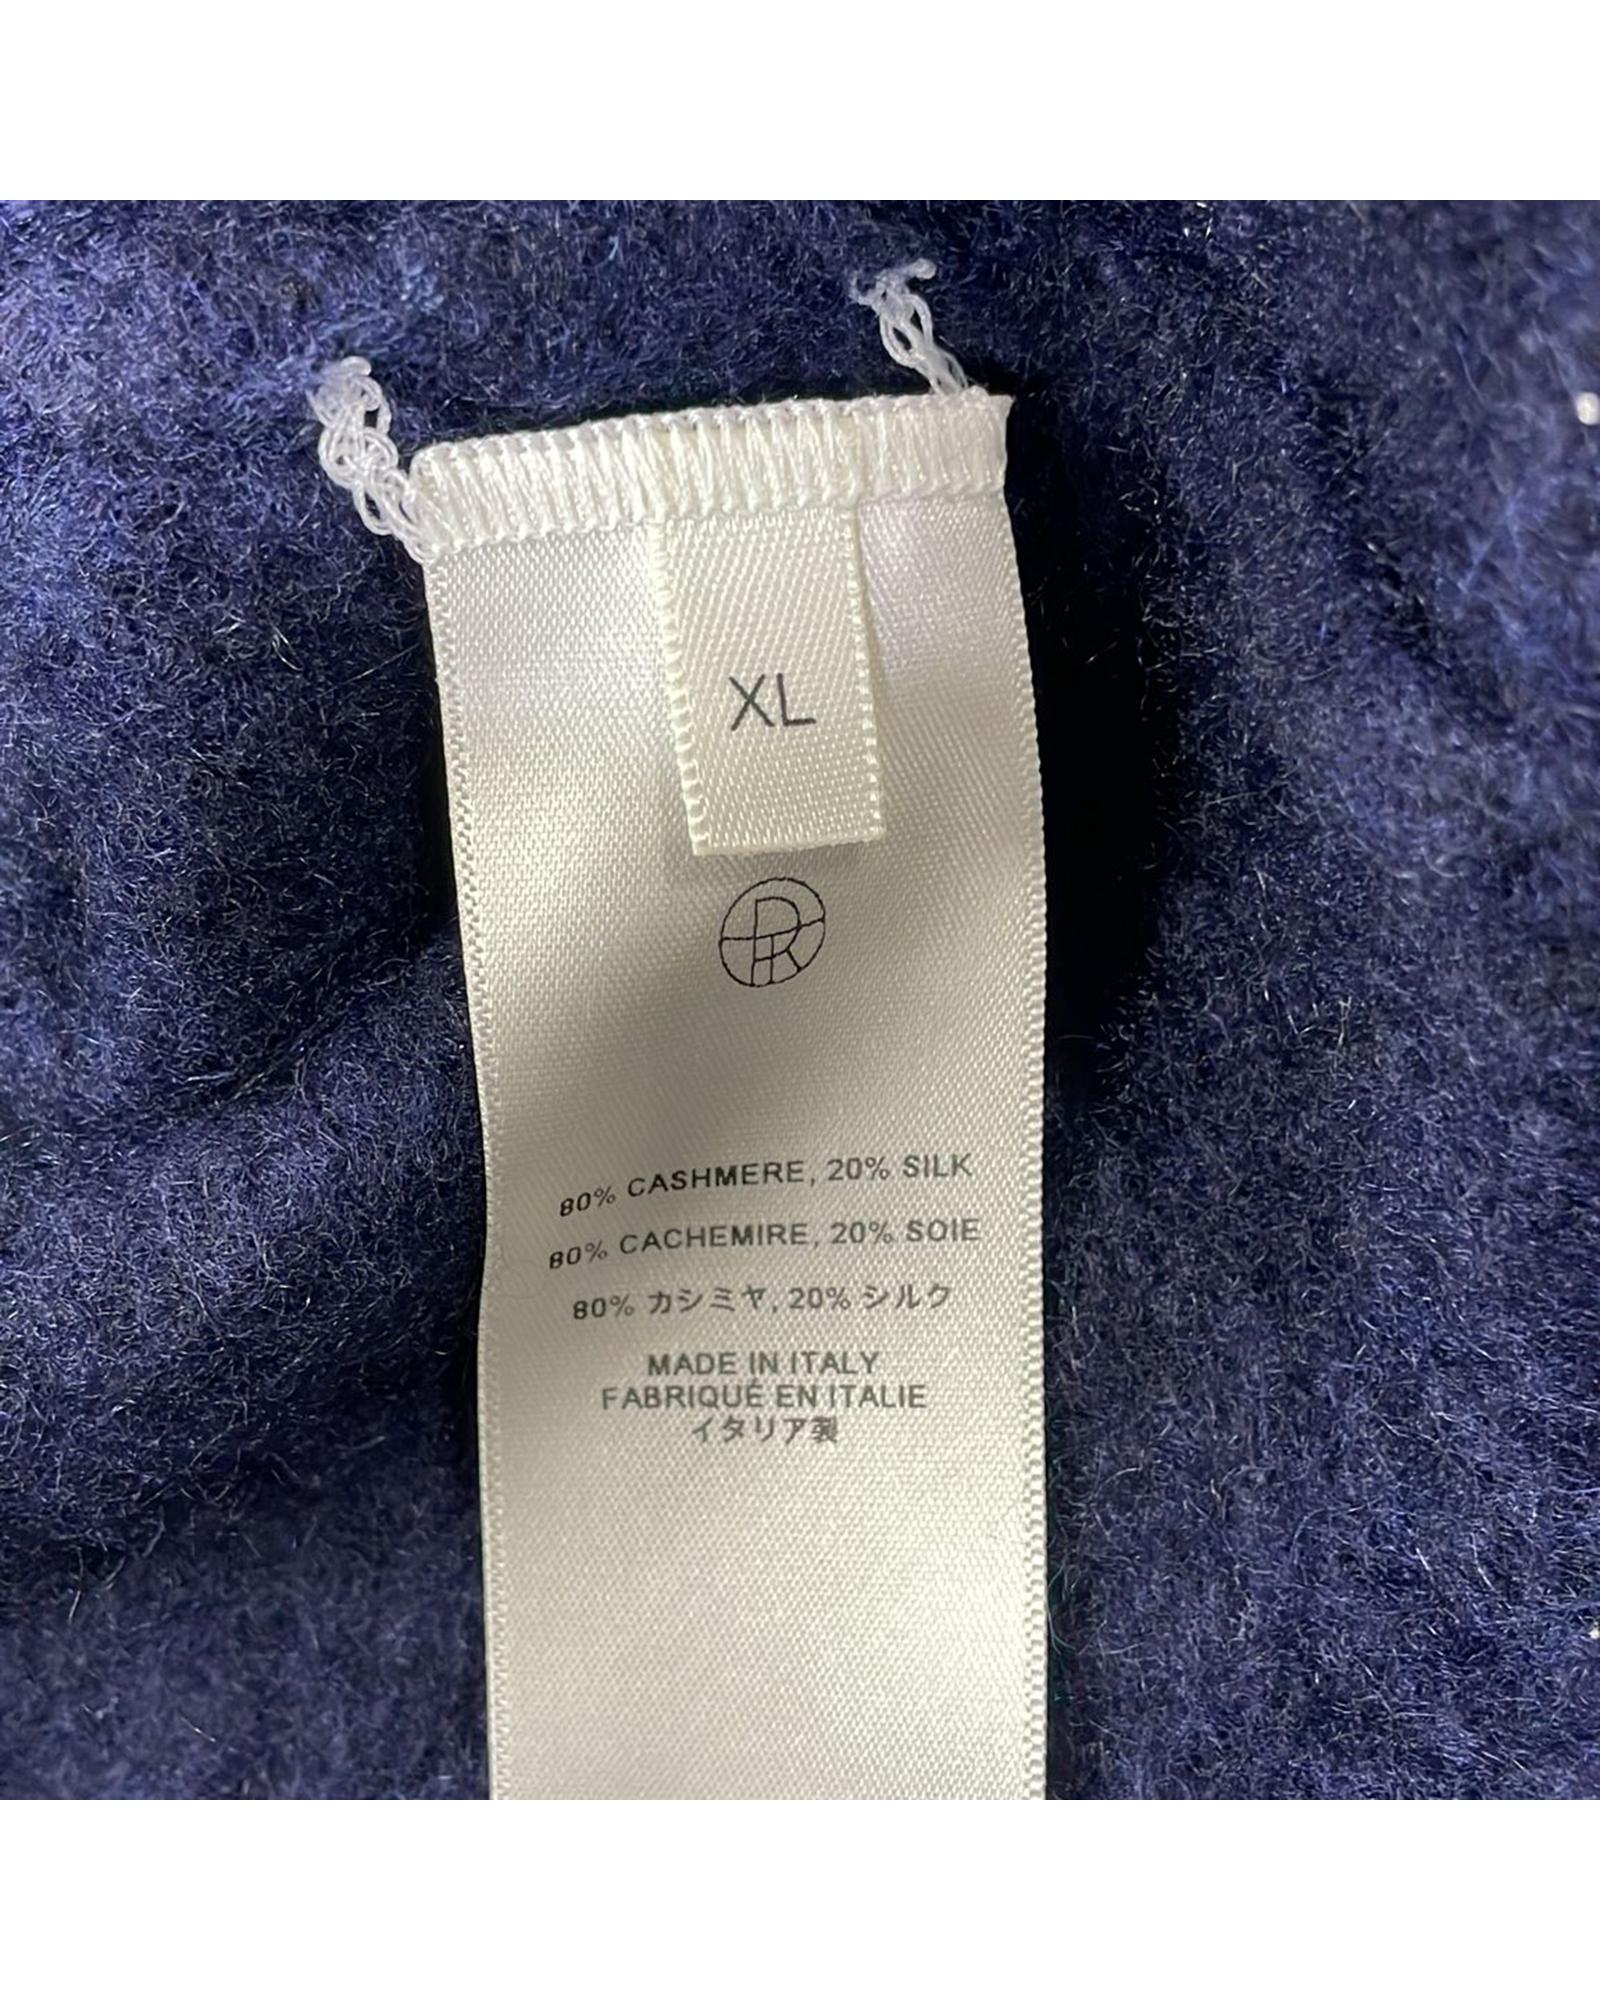 XL
80% CASHMERE, 20% SILK
80% CACHEMIRE, 20% SOIE
80% カシミヤ, 20% シルク
MADE IN ITALY
FABRIQUÉ EN ITALIE
イタリア製